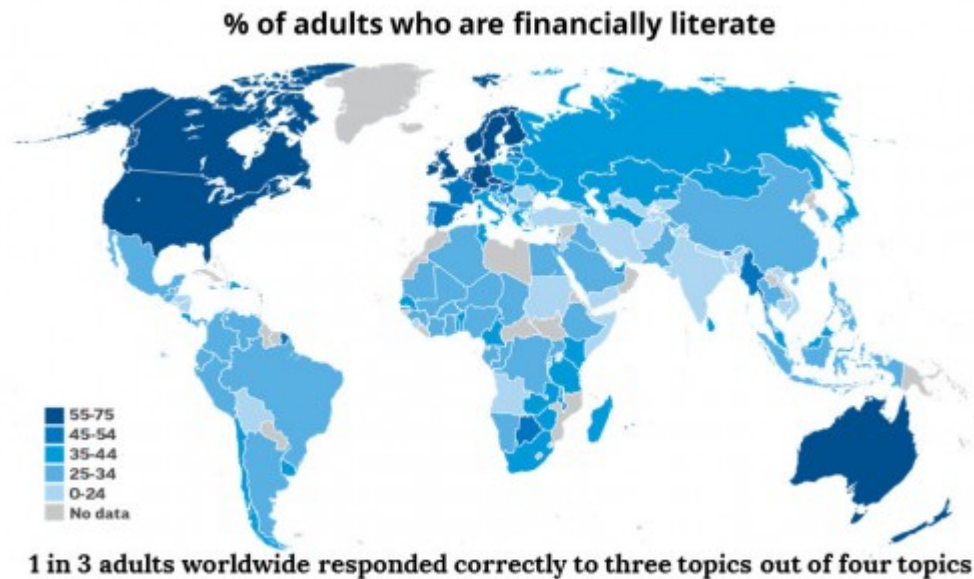 % of adults who are financially literate
55-75
45-54
35-44
25-34
0-24
No data
1 in 3 adults worldwide responded correctly to three topics out of four topics